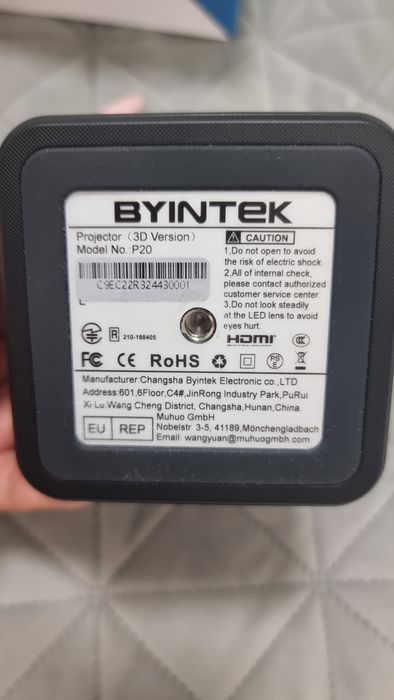 BYINTEK
Projector（3D Version）
Model No.:P20
C9EC22R324430001
⚠ CAUTION
1,Do not open to avoid
the risk of electric shock.
2,All of internal check,
please contact authorized
customer service center.
3,Do not look steadily
at the LED lens to avoid
eyes hurt.
R 210-188405
HDMI
CCC
FC CE RoHS PSE
Manufacturer:Changsha Byintek Electronic co.,LTD
Address:601,6Floor,C4#,JinRong Industry Park,PuRui
Xi Lu Wang Cheng District, Changsha,Hunan,China.
EU REP
Muhuo GmbH
Nobelstr. 3-5, 41189,Mönchengladbach
Email: wangyuan@muhuogmbh.com